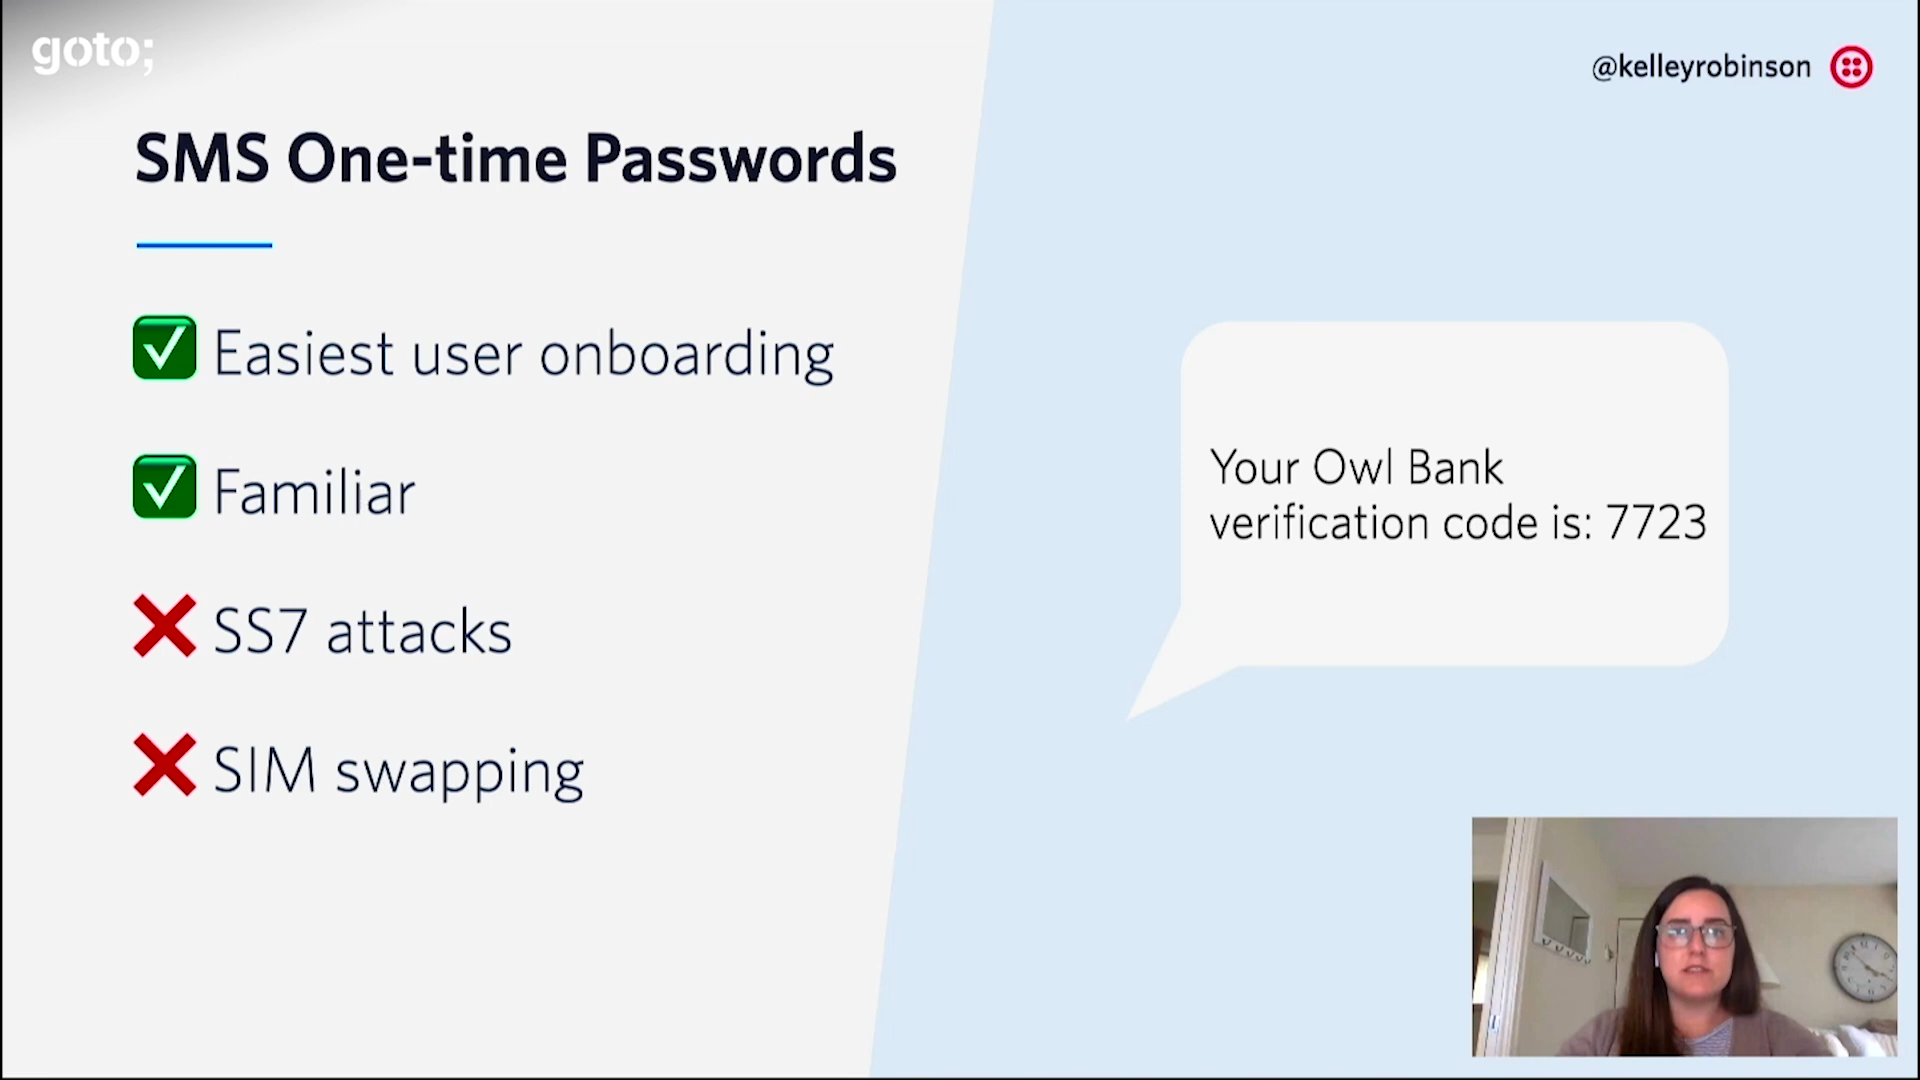 goto;
@kelleyrobinson
SMS One-time Passwords
Easiest user onboarding
Familiar
SS7 attacks
SIM swapping
Your Owl Bank
verification code is: 7723